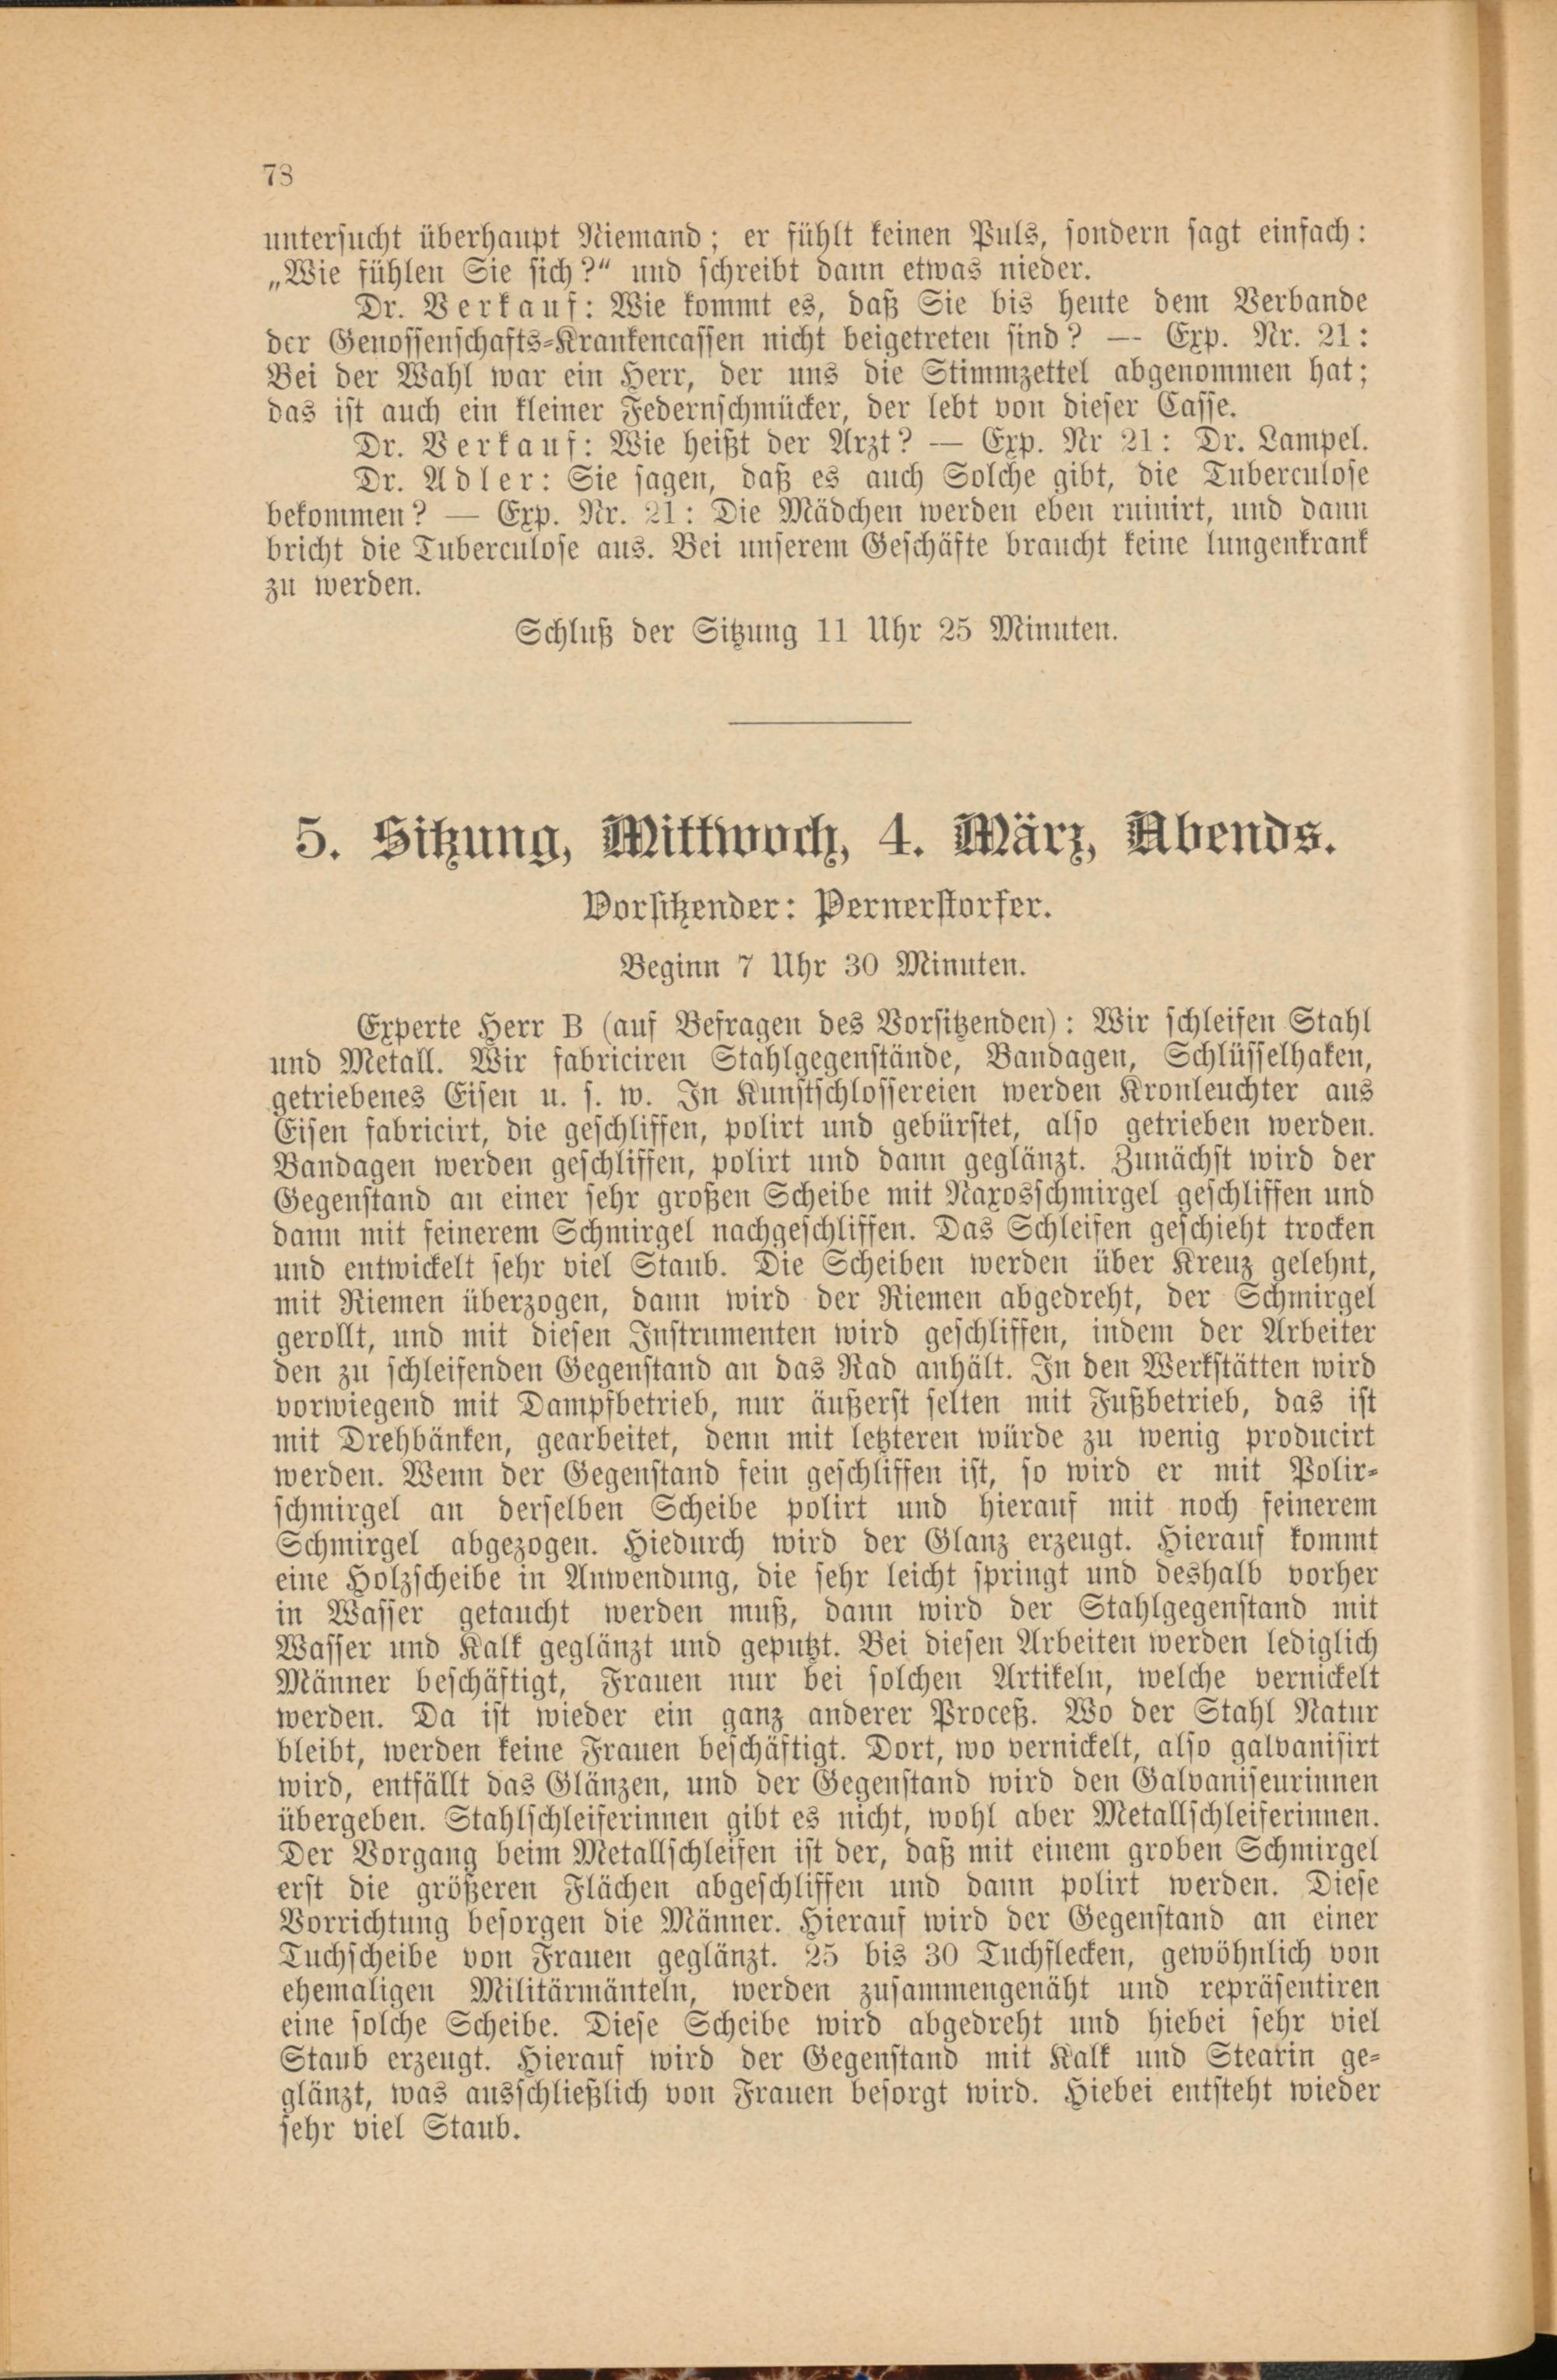 78
untersucht überhaupt Niemand; er fühlt keinen Puls, sondern sagt einfach:
„Wie fühlen Sie sich?“ und schreibt dann etwas nieder.
Dr. Verkauf: Wie kommt es, daß Sie bis heute dem Verbande
der Genossenschafts-Krankencassen nicht beigetreten sind? — Exp. Nr. 21:
Bei der Wahl war ein Herr, der uns die Stimmzettel abgenommen hat;
das ist auch ein kleiner Federnschmücker, der lebt von dieser Casse.
Dr. Verkauf: Wie heißt der Arzt? — Exp. Nr 21: Dr. Lampel.
Dr. Adler: Sie sagen, daß es auch Solche gibt, die Tuberculose
bekommen? — Exp. Nr. 21: Die Mädchen werden eben ruinirt, und dann
bricht die Tuberculose aus. Bei unserem Geschäfte braucht keine lungenkrank
zu werden.
Schluß der Sitzung 11 Uhr 25 Minuten.
5. Sitzung, Mittwoch, 4. März, Abends.
Vorsitzender: Pernerstorfer.
Beginn 7 Uhr 30 Minuten.
Experte Herr B (auf Befragen des Vorsitzenden): Wir schleifen Stahl
und Metall. Wir fabriciren Stahlgegenstände, Bandagen, Schlüsselhaken,
getriebenes Eisen u. s. w. In Kunstschlossereien werden Kronleuchter aus
Eisen fabricirt, die geschliffen, polirt und gebürstet, also getrieben werden.
Bandagen werden geschliffen, polirt und dann geglänzt. Zunächst wird der
Gegenstand an einer sehr großen Scheibe mit Naxosschmirgel geschliffen und
dann mit feinerem Schmirgel nachgeschliffen. Das Schleifen geschieht trocken
und entwickelt sehr viel Staub. Die Scheiben werden über Kreuz gelehnt,
mit Riemen überzogen, dann wird der Riemen abgedreht, der Schmirgel
gerollt, und mit diesen Instrumenten wird geschliffen, indem der Arbeiter
den zu schleifenden Gegenstand an das Rad anhält. In den Werkstätten wird
vorwiegend mit Dampfbetrieb, nur äußerst selten mit Fußbetrieb, das ist
mit Drehbänken, gearbeitet, denn mit letzteren würde zu wenig producirt
werden. Wenn der Gegenstand fein geschliffen ist, so wird er mit Polir-
schmirgel an derselben Scheibe polirt und hierauf mit noch feinerem
Schmirgel abgezogen. Hiedurch wird der Glanz erzeugt. Hierauf kommt
eine Holzscheibe in Anwendung, die sehr leicht springt und deshalb vorher
in Wasser getaucht werden muß, dann wird der Stahlgegenstand mit
Wasser und Kalk geglänzt und geputzt. Bei diesen Arbeiten werden lediglich
Männer beschäftigt, Frauen nur bei solchen Artikeln, welche vernickelt
werden. Da ist wieder ein ganz anderer Proceß. Wo der Stahl Natur
bleibt, werden keine Frauen beschäftigt. Dort, wo vernickelt, also galvanisirt
wird, entfällt das Glänzen, und der Gegenstand wird den Galvaniseurinnen
übergeben. Stahlschleiferinnen gibt es nicht, wohl aber Metallschleiferinnen.
Der Vorgang beim Metallschleifen ist der, daß mit einem groben Schmirgel
erst die größeren Flächen abgeschliffen und dann polirt werden. Diese
Vorrichtung besorgen die Männer. Hierauf wird der Gegenstand an einer
Tuchscheibe von Frauen geglänzt. 25 bis 30 Tuchflecken, gewöhnlich von
ehemaligen Militärmänteln, werden zusammengenäht und repräsentiren
eine solche Scheibe. Diese Scheibe wird abgedreht und hiebei sehr viel
Staub erzeugt. Hierauf wird der Gegenstand mit Kalk und Stearin ge-
glänzt, was ausschließlich von Frauen besorgt wird. Hiebei entsteht wieder
sehr viel Staub.